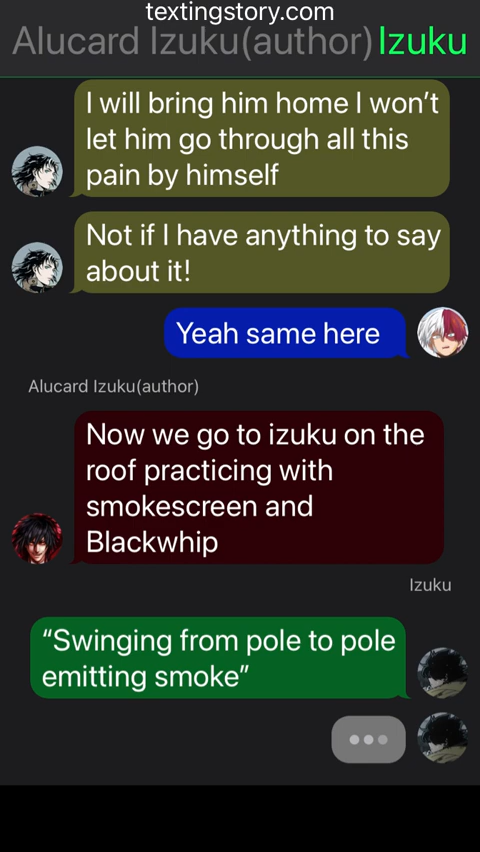 textingstory.com
Alucard Izuku(author) Izuku
I will bring him home I won’t
let him go through all this
pain by himself
Not if I have anything to say
about it!
Yeah same here
Alucard Izuku(author)
Now we go to izuku on the
roof practicing with
smokescreen and
Blackwhip
Izuku
“Swinging from pole to pole
emitting smoke”